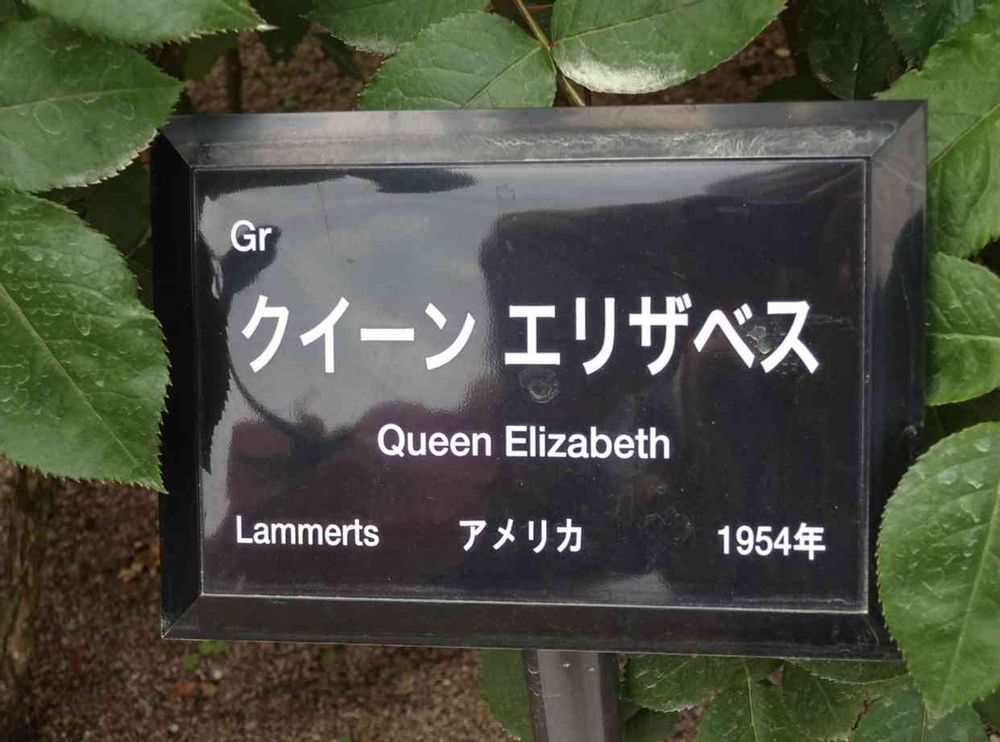 Gr
クイーン エリザベス
Queen Elizabeth
Lammerts アメリカ 1954年